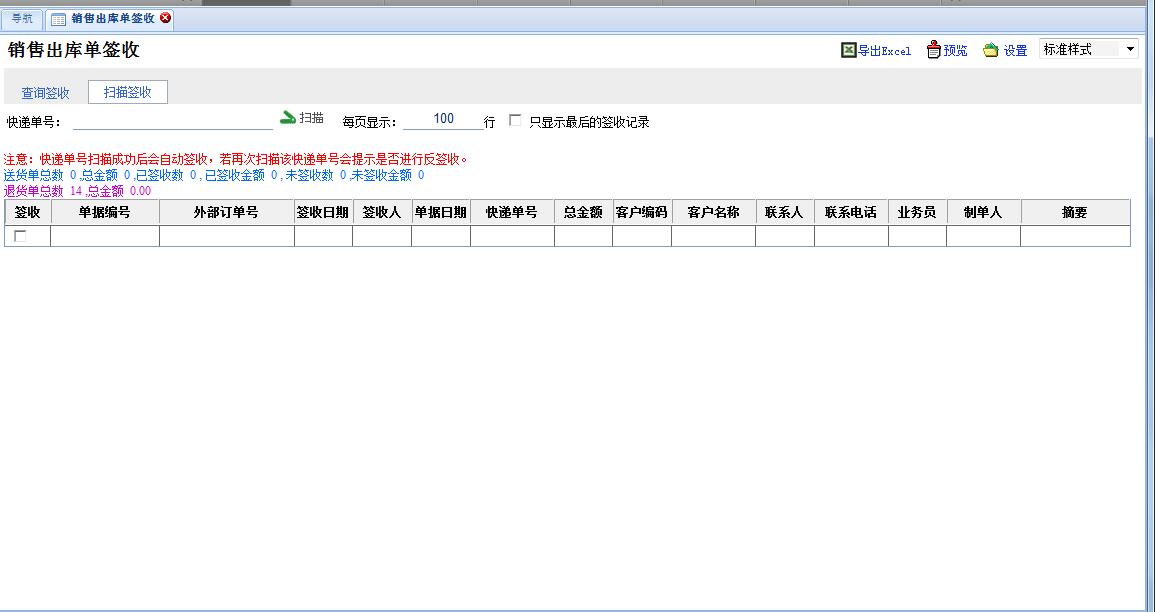 导航 销售出库单签收
销售出库单签收 导出Excel 预览 设置 标准样式
查询签收 扫描签收
快递单号： 扫描 每页显示： 100 行 只显示最后的签收记录
注意：快递单号扫描成功后会自动签收，若再次扫描该快递单号会提示是否进行反签收。
送货单总数 0 ,总金额 0 ,已签收数 0 , 已签收金额 0 , 未签收数 0 ,未签收金额 0
退货单总数 14 ,总金额 0.00
签收 单据编号 外部订单号 签收日期 签收人 单据日期 快递单号 总金额 客户编码 客户名称 联系人 联系电话 业务员 制单人 摘要